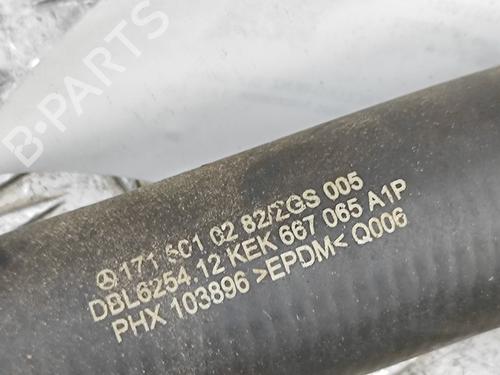 B-PARTS
171 501 02 82/ZGS 005
DBL6254.12 KEK 667 065 A1P
PHX 103896 >EPDM< Q006